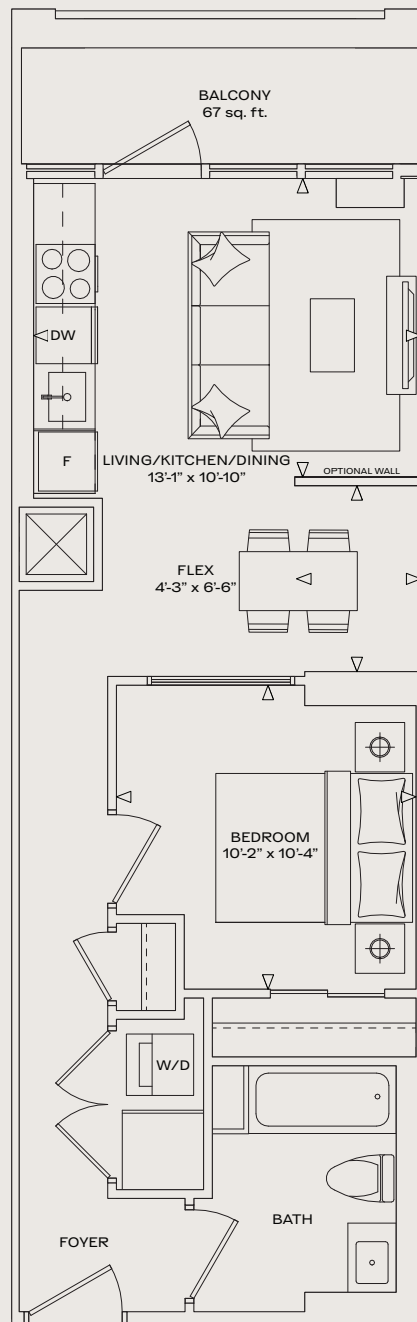 BALCONY
67 sq. ft.
DW
F
LIVING/KITCHEN/DINING
13’-1” x 10’-10”
OPTIONAL WALL
FLEX
4’-3” x 6’-6”
BEDROOM
10’-2” x 10’-4”
W/D
BATH
FOYER